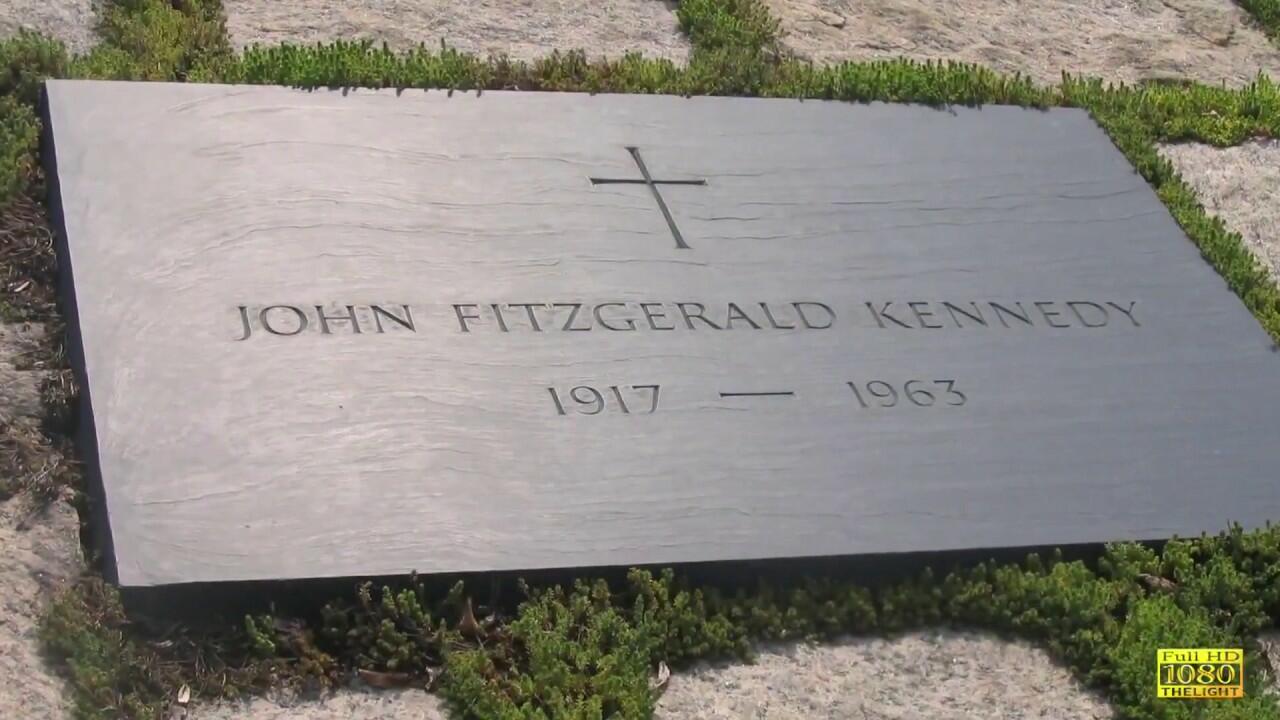 JOHN FITZGERALD KENNEDY
1917 — 1963
Full HD
1080
THELIGHT